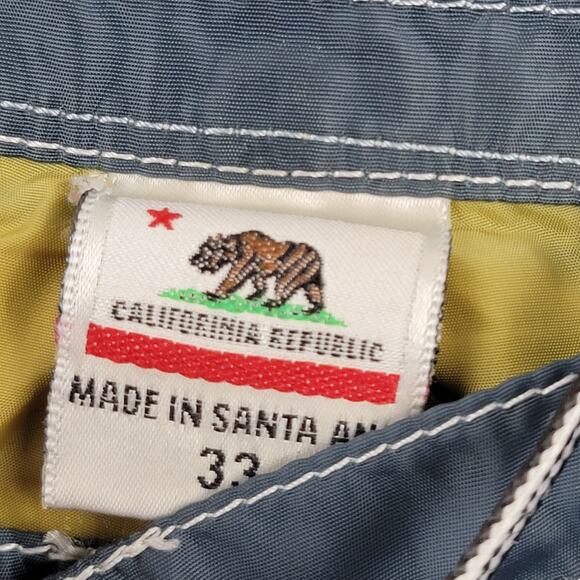 CALIFORINIA REPUBLIC
MADE IN SANTA AN
33